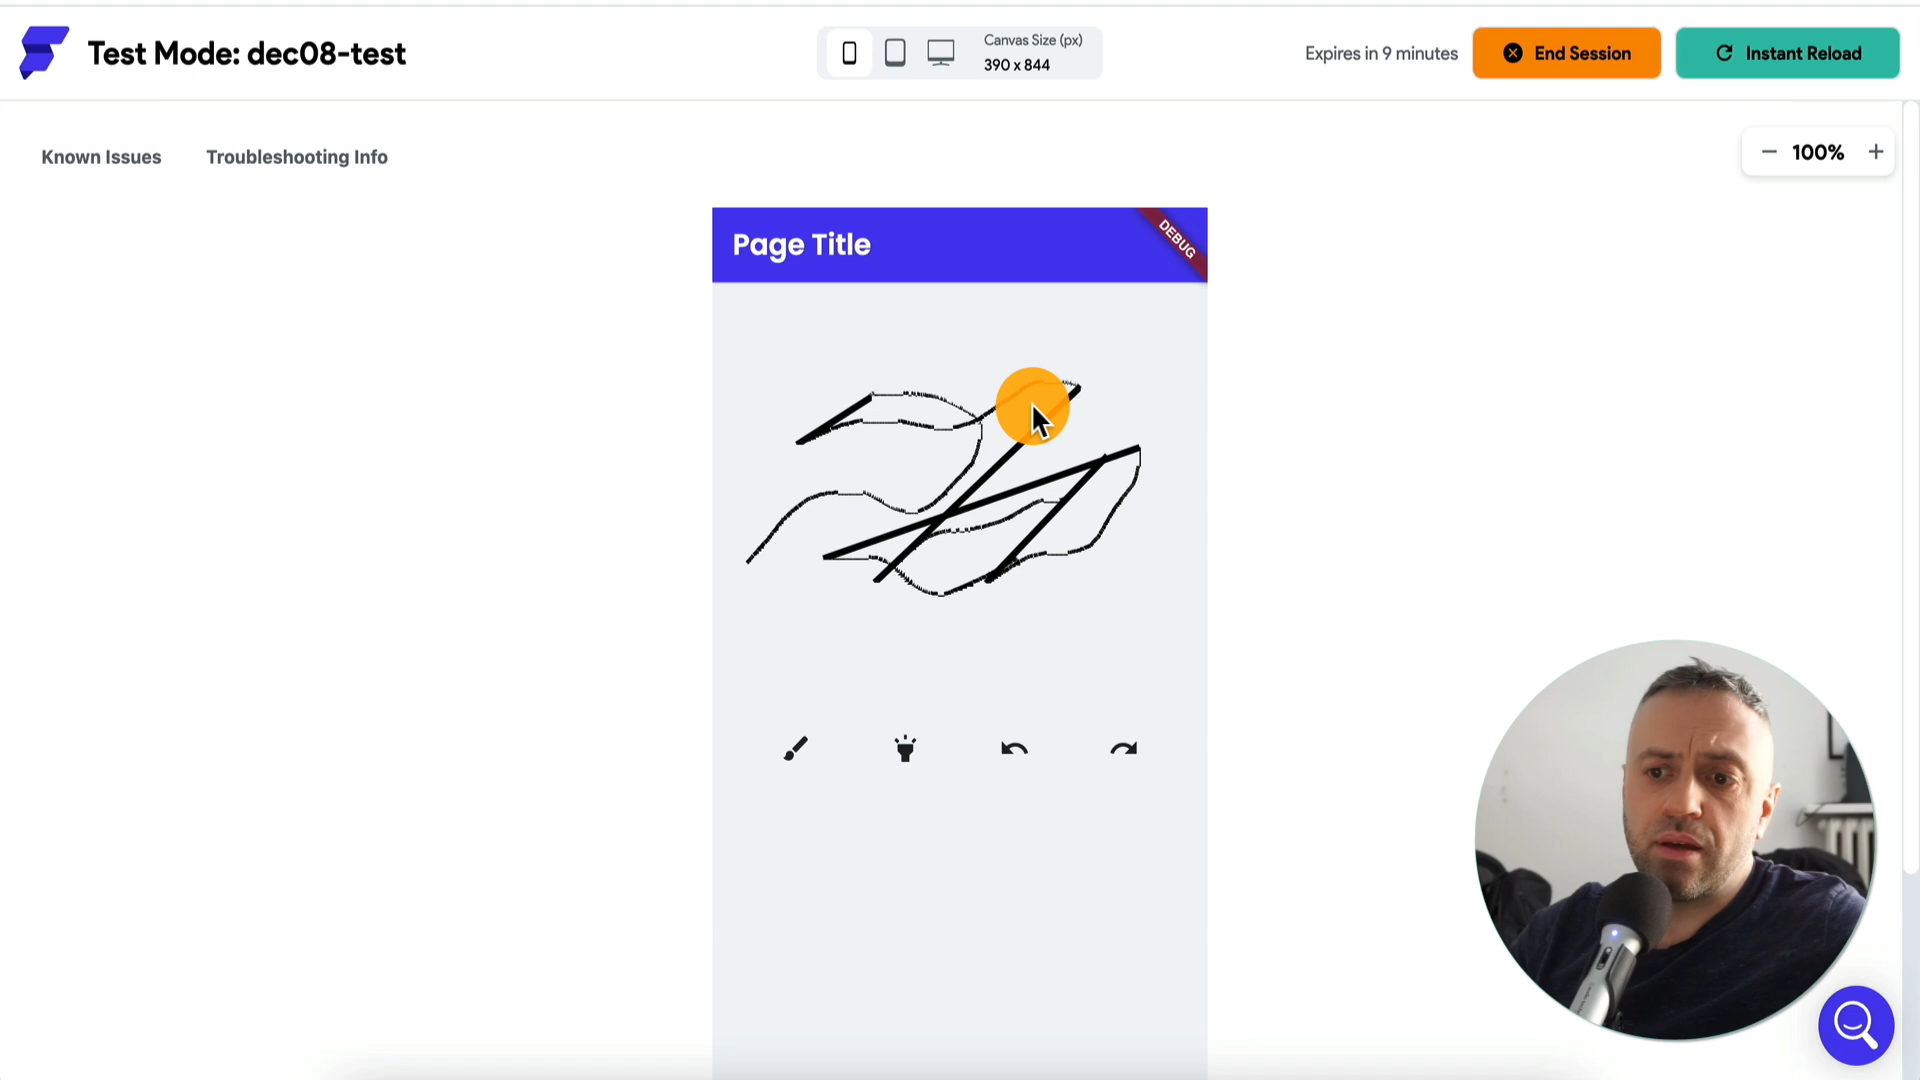 Test Mode: dec08-test
Canvas Size (px)
390 x 844
Expires in 9 minutes
End Session
Instant Reload
Known Issues
Troubleshooting Info
100%
Page Title
DEBUG